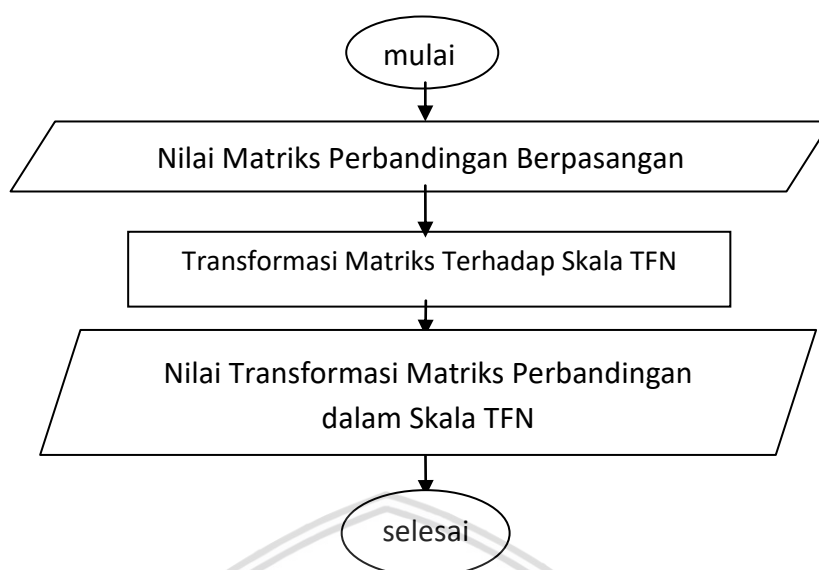 mulai
Nilai Matriks Perbandingan Berpasangan
Transformasi Matriks Terhadap Skala TFN
Nilai Transformasi Matriks Perbandingan
dalam Skala TFN
selesai